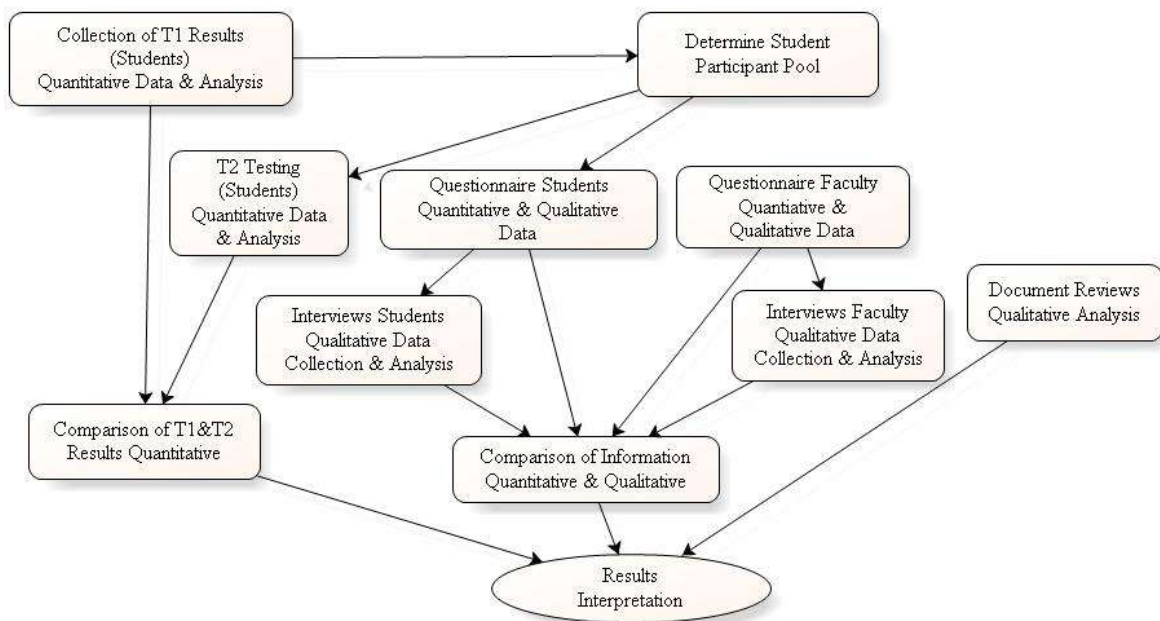 Collection of T1 Results
(Students)
Quantitative Data & Analysis
Determine Student
Participant Pool
T2 Testing
(Students)
Quantitative Data
& Analysis
Questionnaire Students
Quantitative & Qualitative
Data
Questionnaire Faculty
Quantiative &
Qualitative Data
Interviews Students
Qualitative Data
Collection & Analysis
Interviews Faculty
Qualitative Data
Collection & Analysis
Document Reviews
Qualitative Analysis
Comparison of T1&T2
Results Quantitative
Comparison of Information
Quantitative & Qualitative
Results
Interpretation